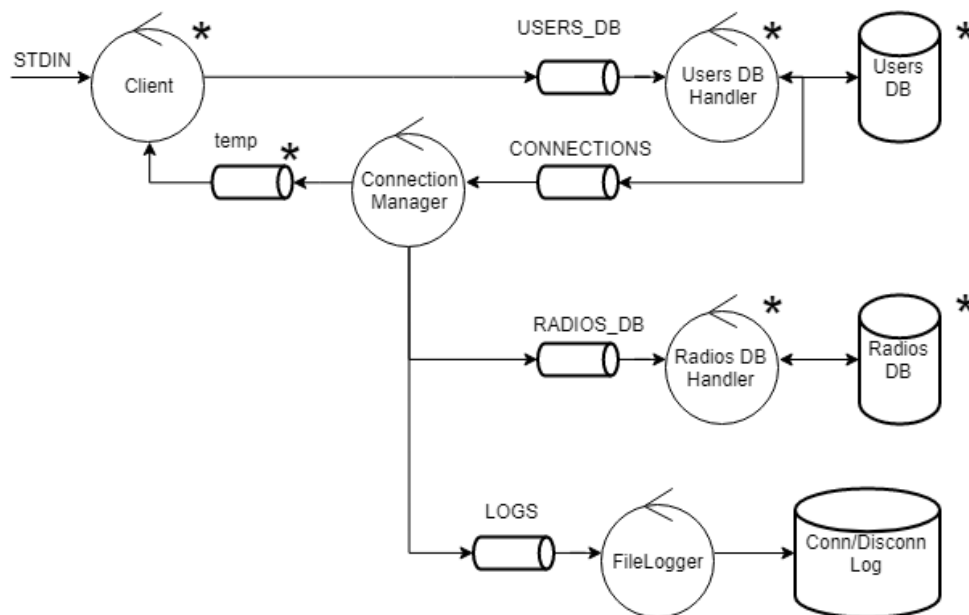 USERS_DB
*
*
*
STDIN
Client
Users DB
Handler
Users
DB
temp
*
CONNECTIONS
Connection
Manager
RADIOS_DB
*
*
Radios DB
Handler
Radios
DB
LOGS
FileLogger
Conn/Disconn
Log